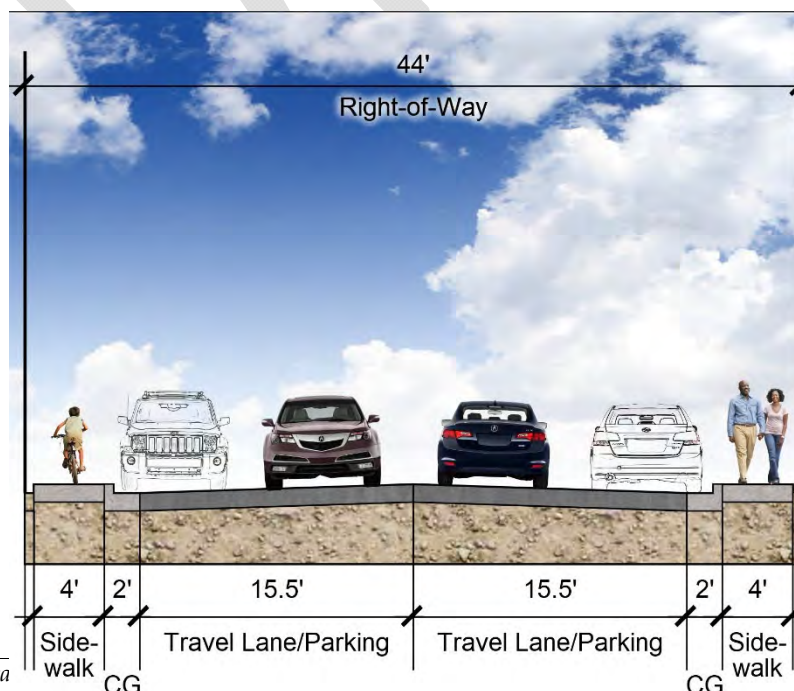 44'
Right-of-Way
4' 2' 15.5' 15.5' 2' 4'
Side-
walk
CG
Travel Lane/Parking
Travel Lane/Parking
CG
Side-
walk